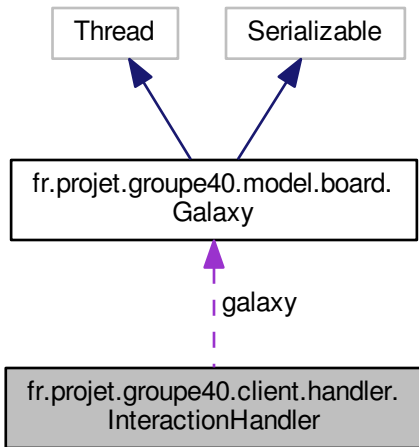 Thread
Serializable
fr.projet.groupe40.model.board.
Galaxy
galaxy
fr.projet.groupe40.client.handler.
InteractionHandler